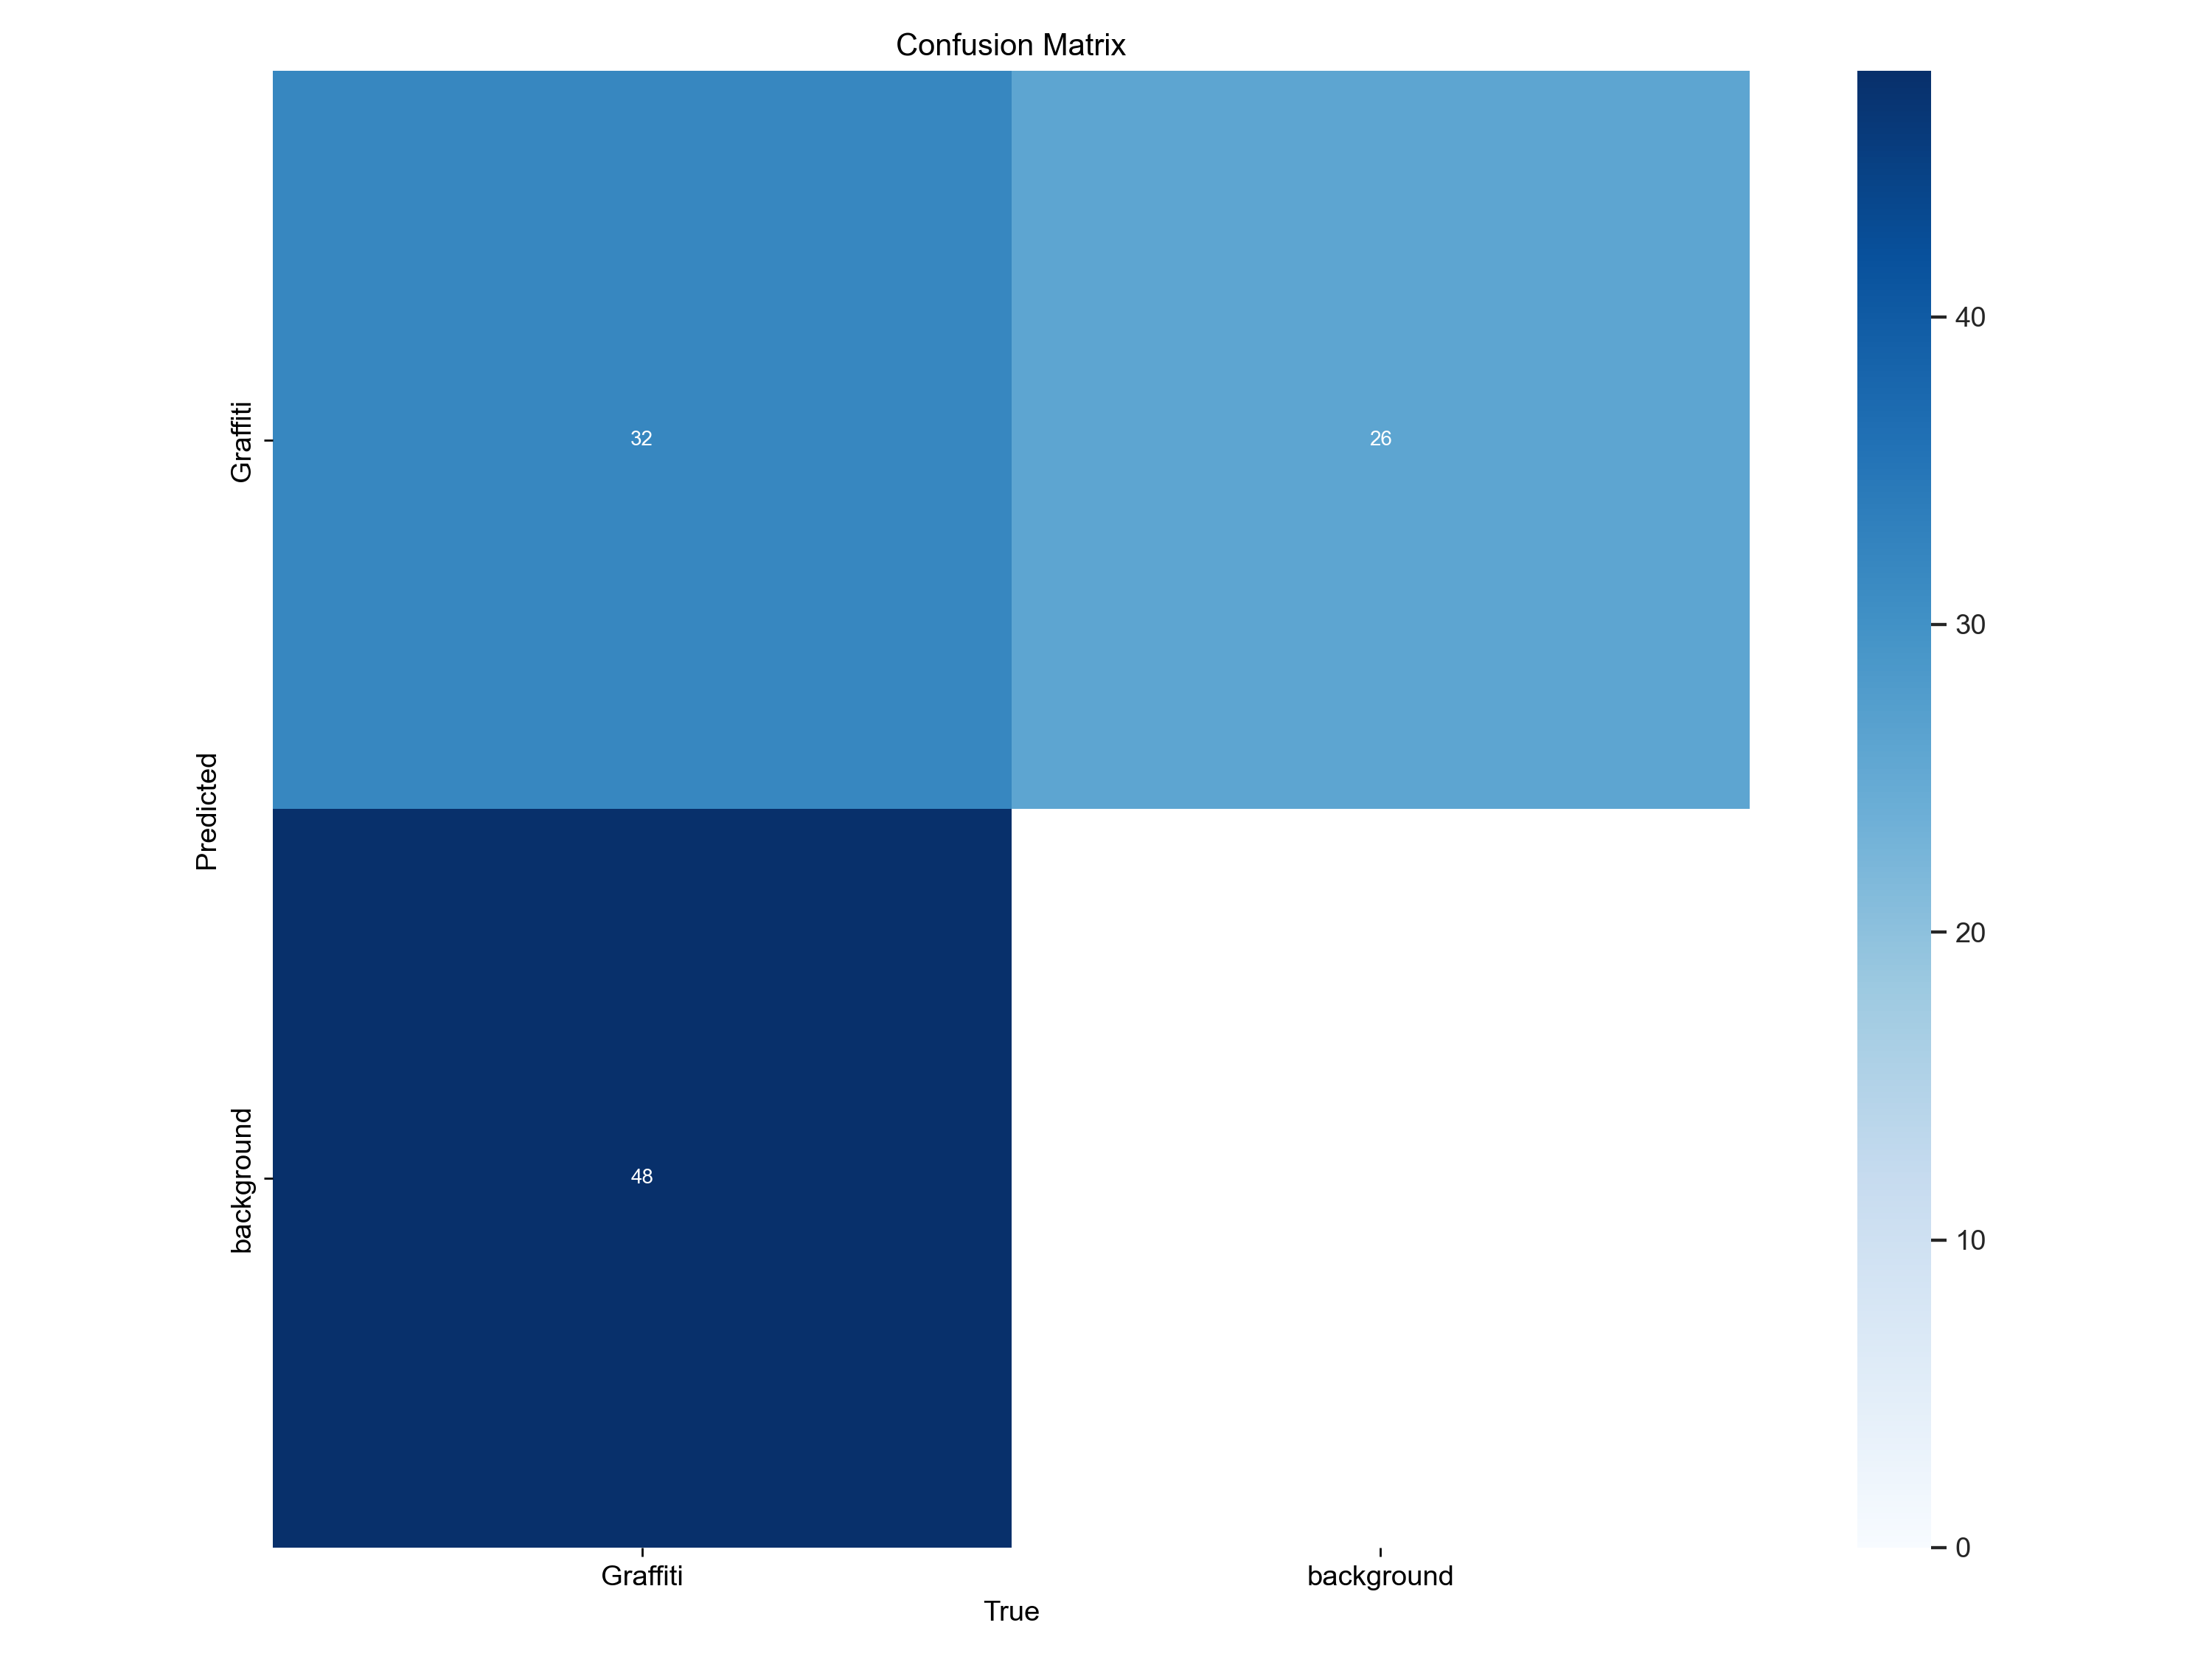 Confusion Matrix
Graffiti
background
Predicted
32
26
48
Graffiti
background
True
40
30
20
10
0